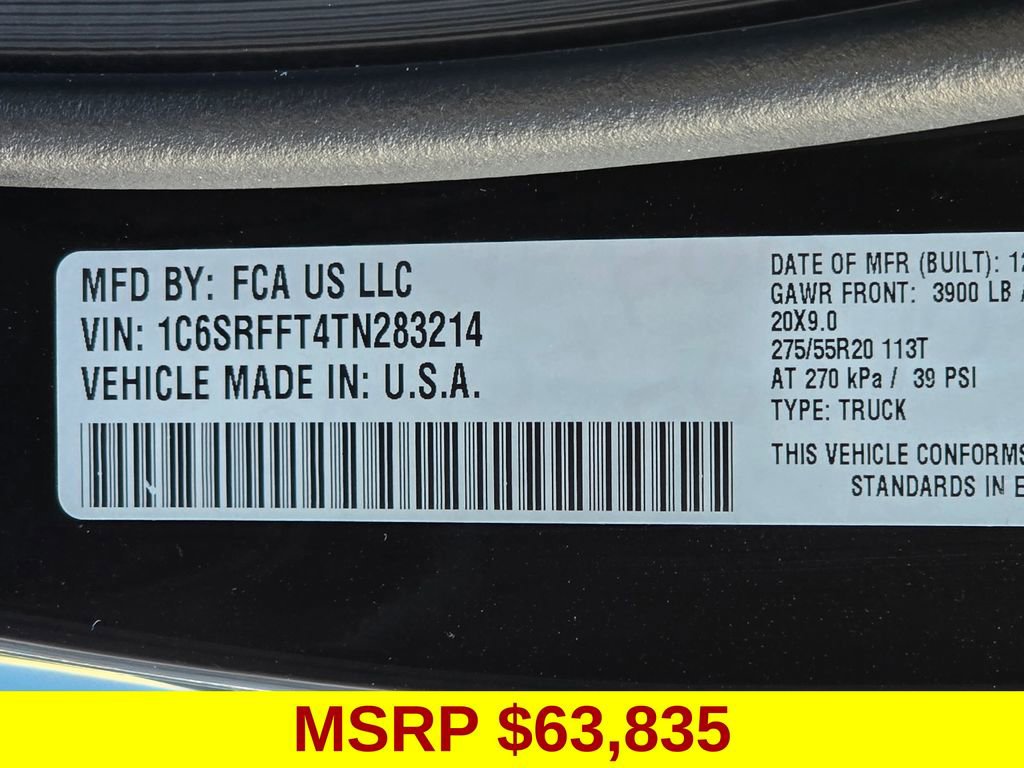 MFD BY: FCA US LLC
VIN: 1C6SRFFT4TN283214
VEHICLE MADE IN: U.S.A.
DATE OF MFR (BUILT): 12
GAWR FRONT: 3900 LB
20X9.0
275/55R20 113T
AT 270 kPa / 39 PSI
TYPE: TRUCK
THIS VEHICLE CONFORMS
STANDARDS IN
MSRP $63,835